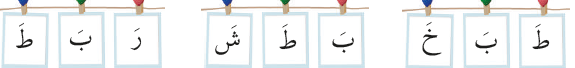 طَ بَ خَ بَ طَ شَ رَ بَ طَ